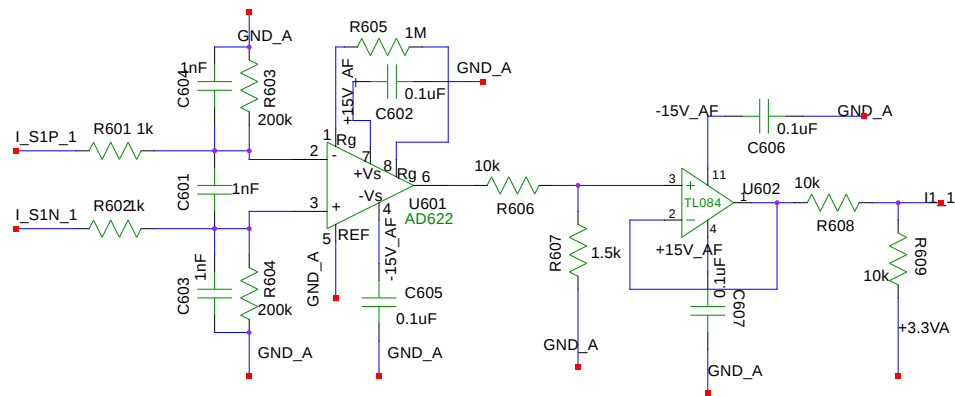 GND_A
R605
1M
1nF
C604
R603
200k
+15V_AF
C602
0.1uF
GND_A
-15V_AF
C606
0.1uF
GND_A
I_S1P_1
R601 1k
1
Rg
2
-
7
+Vs
8
Rg
6
C601
1nF
-Vs
4
U601
AD622
10k
R606
3
+
11
TL084
U602
1
10k
R608
I1_1
I_S1N_1
R602
1k
3
+
5
REF
2
-
4
+15V_AF
1nF
C603
R604
200k
GND_A
-15V_AF
C605
0.1uF
R607
1.5k
0.1uF
C607
R609
10k
+3.3VA
GND_A
GND_A
GND_A
GND_A